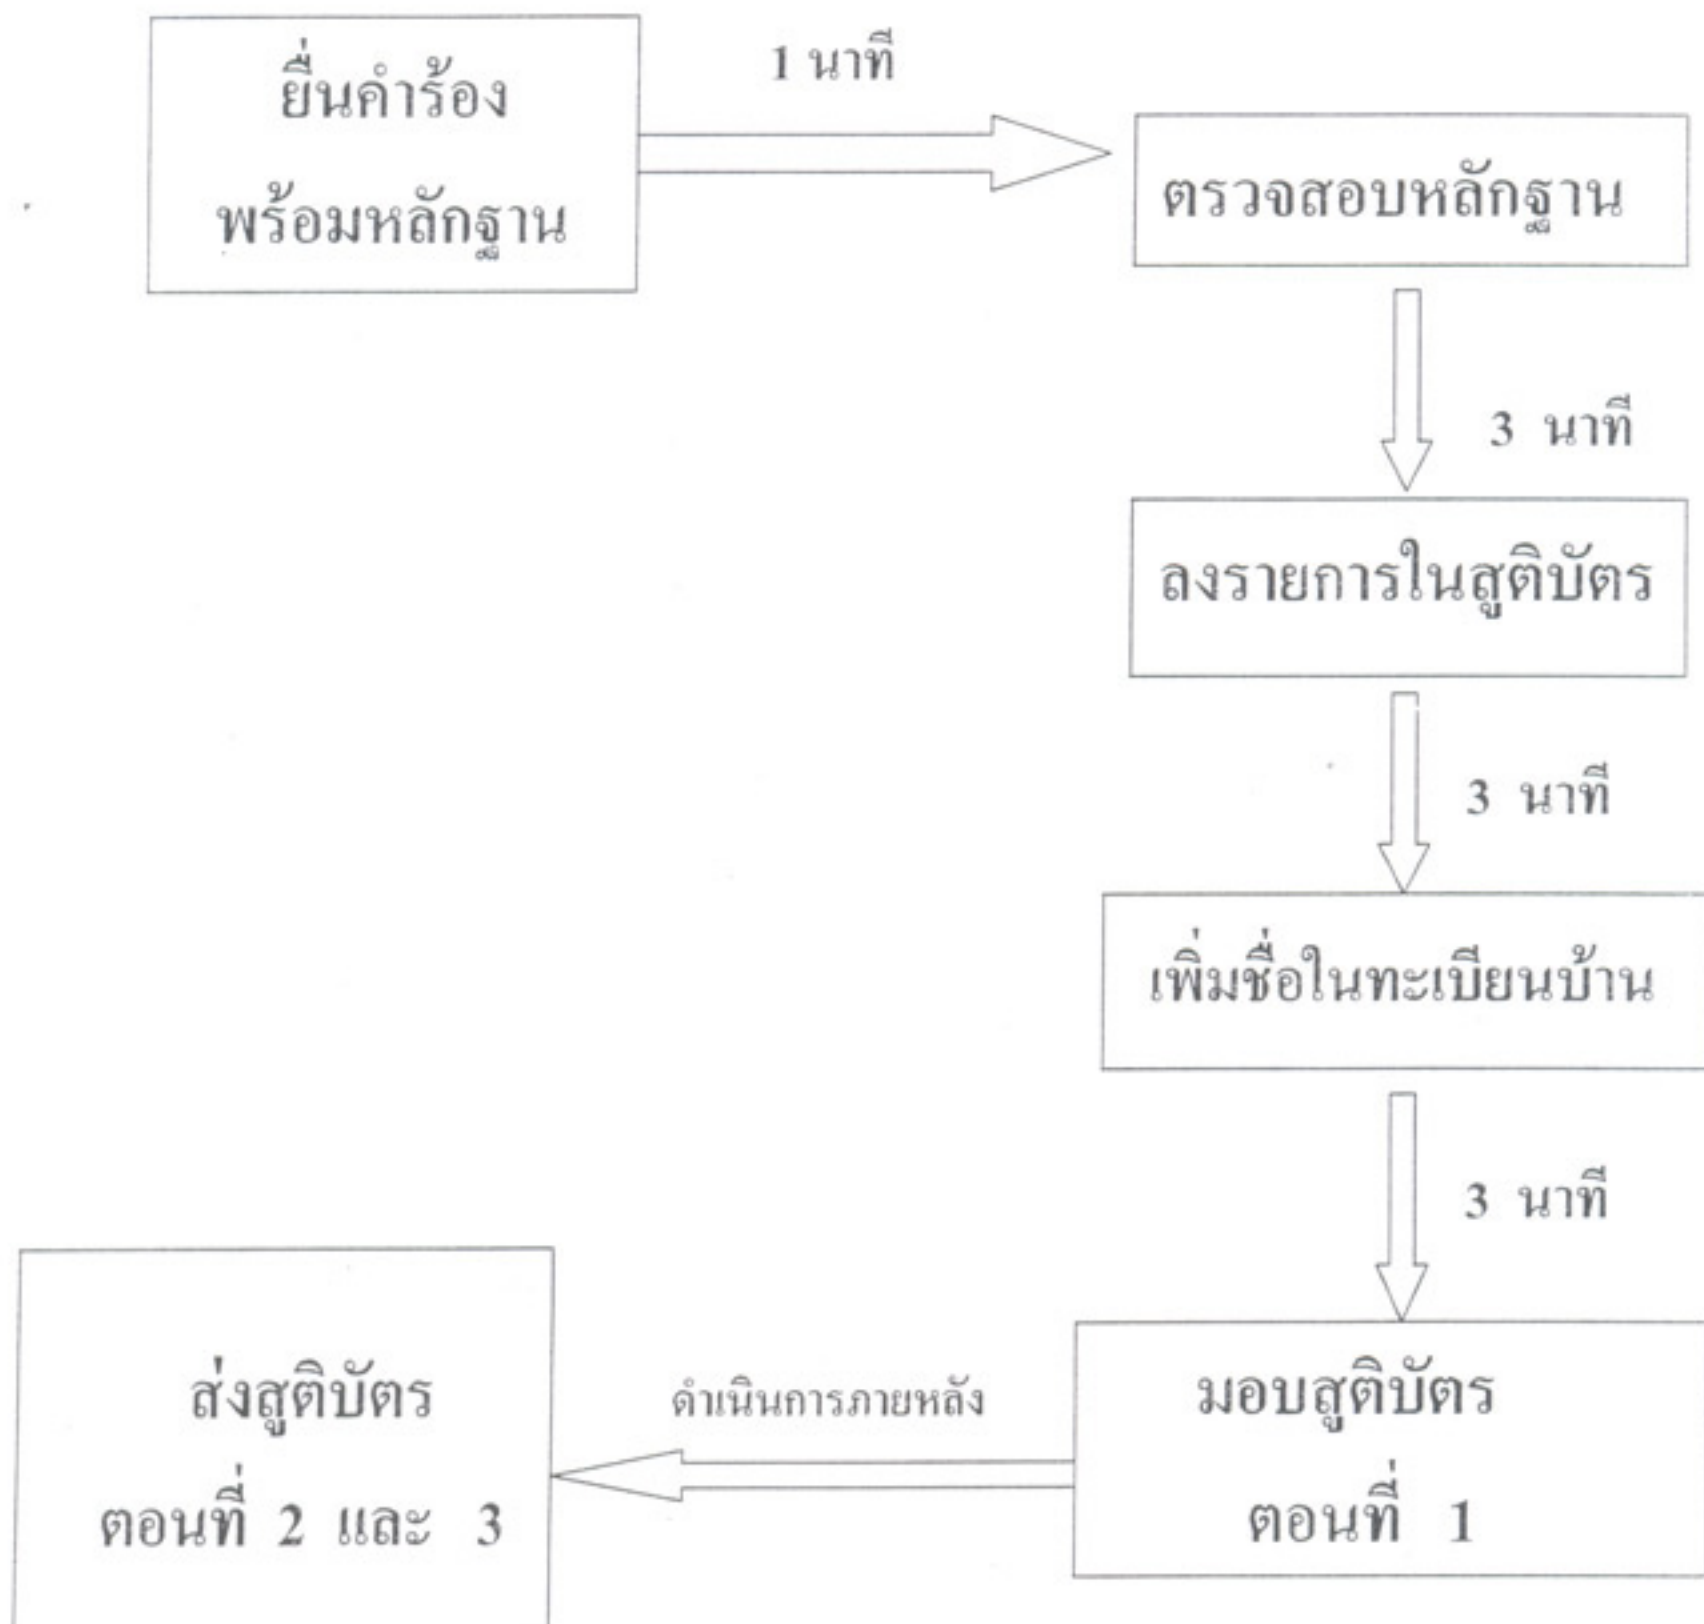 ยื่นคำร้อง
พร้อมหลักฐาน
1 นาที
ตรวจสอบหลักฐาน
3 นาที
ลงรายการในสูติบัตร
3 นาที
เพิ่มชื่อในทะเบียนบ้าน
3 นาที
มอบสูติบัตร
ตอนที่ 1
ดำเนินการภายหลัง
ส่งสูติบัตร
ตอนที่ 2 และ 3